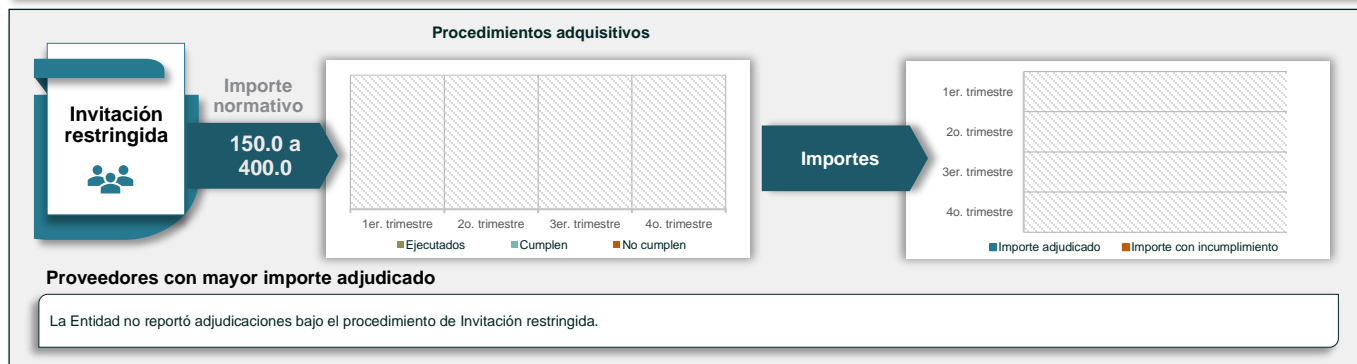 Procedimientos adquisitivos
Invitación
restringida
Importe
normativo
150.0 a
400.0
1er. trimestre 2o. trimestre 3er. trimestre 4o. trimestre
Ejecutados Cumplen No cumplen
Importes
1er. trimestre
2o. trimestre
3er. trimestre
4o. trimestre
Importe adjudicado Importe con incumplimiento
Proveedores con mayor importe adjudicado
La Entidad no reportó adjudicaciones bajo el procedimiento de Invitación restringida.